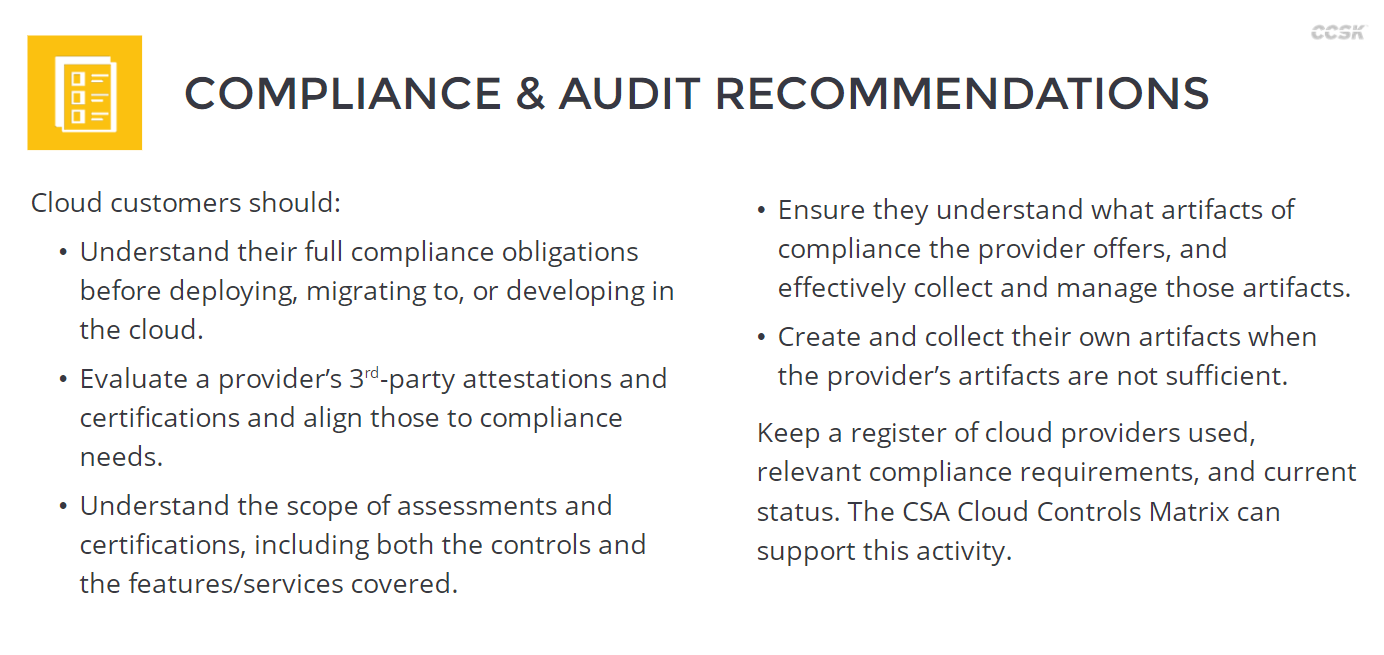 CCSK
COMPLIANCE & AUDIT RECOMMENDATIONS
Cloud customers should:
• Understand their full compliance obligations
before deploying, migrating to, or developing in
the cloud.
• Evaluate a provider’s 3rd-party attestations and
certifications and align those to compliance
needs.
• Understand the scope of assessments and
certifications, including both the controls and
the features/services covered.
• Ensure they understand what artifacts of
compliance the provider offers, and
effectively collect and manage those artifacts.
• Create and collect their own artifacts when
the provider’s artifacts are not sufficient.
Keep a register of cloud providers used,
relevant compliance requirements, and current
status. The CSA Cloud Controls Matrix can
support this activity.